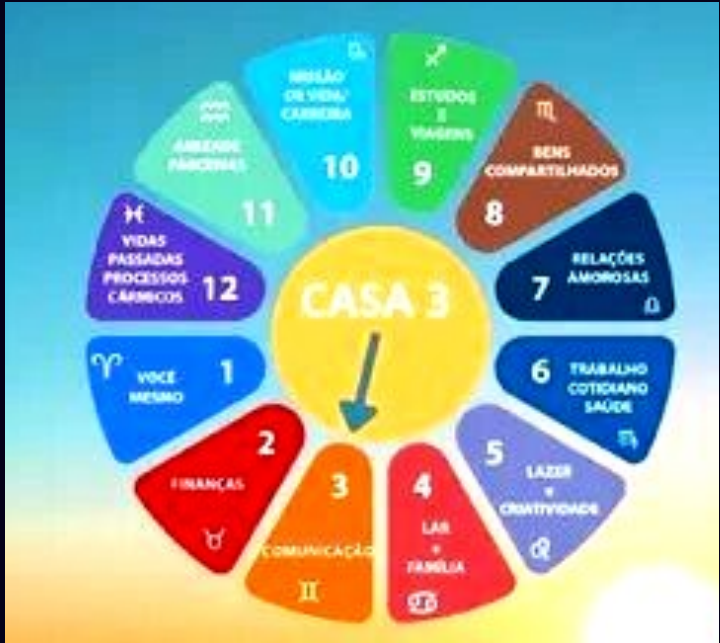 CASA 3
1
VOCÊ
MESMO
2
FINANÇAS
3
COMUNICAÇÃO
4
LAR
e
FAMÍLIA
5
LAZER
e
CRIATIVIDADE
6
TRABALHO
COTIDIANO
SAÚDE
7
RELAÇÕES
AMOROSAS
8
BENS
COMPARTILHADOS
9
ESTUDOS
E
VIAGENS
10
MISSÃO
DE VIDA/
CARREIRA
11
PARCERIAS
12
VIDAS
PASSADAS
PROCESSOS
CÁRMICOS